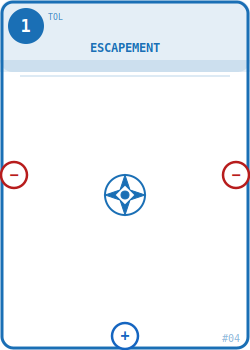 1
TOL
ESCAPEMENT
−
−
+
#04